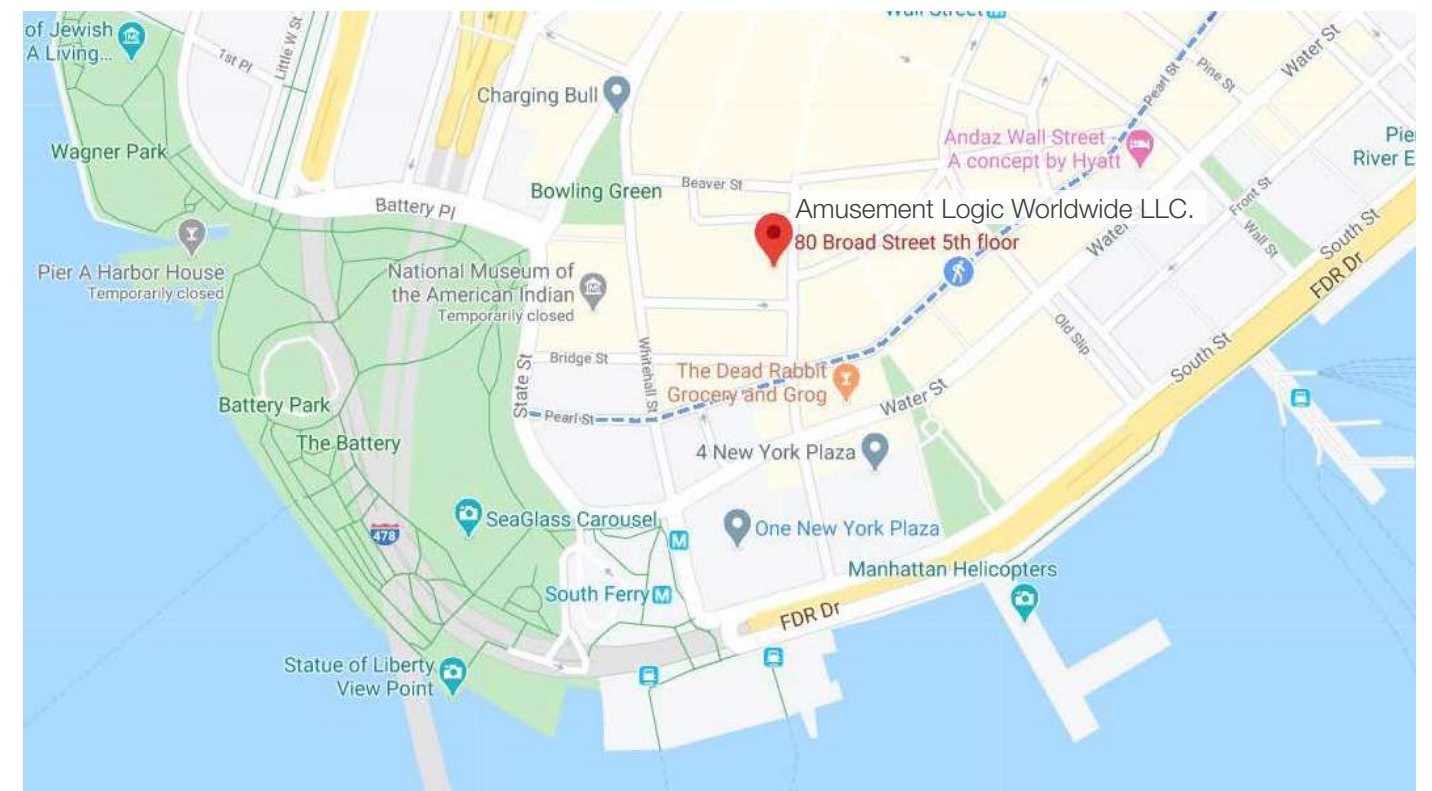 of Jewish
A Living...
1st Pl
Little W St
Wall Street
Water St
Pine St
Pearl St
Charging Bull
Andaz Wall Street -
A concept by Hyatt
Pie
River E
Wagner Park
Bowling Green
Beaver St
Battery Pl
Amusement Logic Worldwide LLC.
80 Broad Street 5th floor
Water
Front St
Wall St
South St
FDR Dr
Pier A Harbor House
Temporarily closed
National Museum of
the American Indian
Temporarily closed
Old Slip
South St
Bridge St
Whitehall St
State St
The Dead Rabbit
Grocery and Grog
Water St
Battery Park
Pearl St
The Battery
4 New York Plaza
SeaGlass Carousel
478
One New York Plaza
M
Manhattan Helicopters
South Ferry M
FDR Dr
Statue of Liberty
View Point